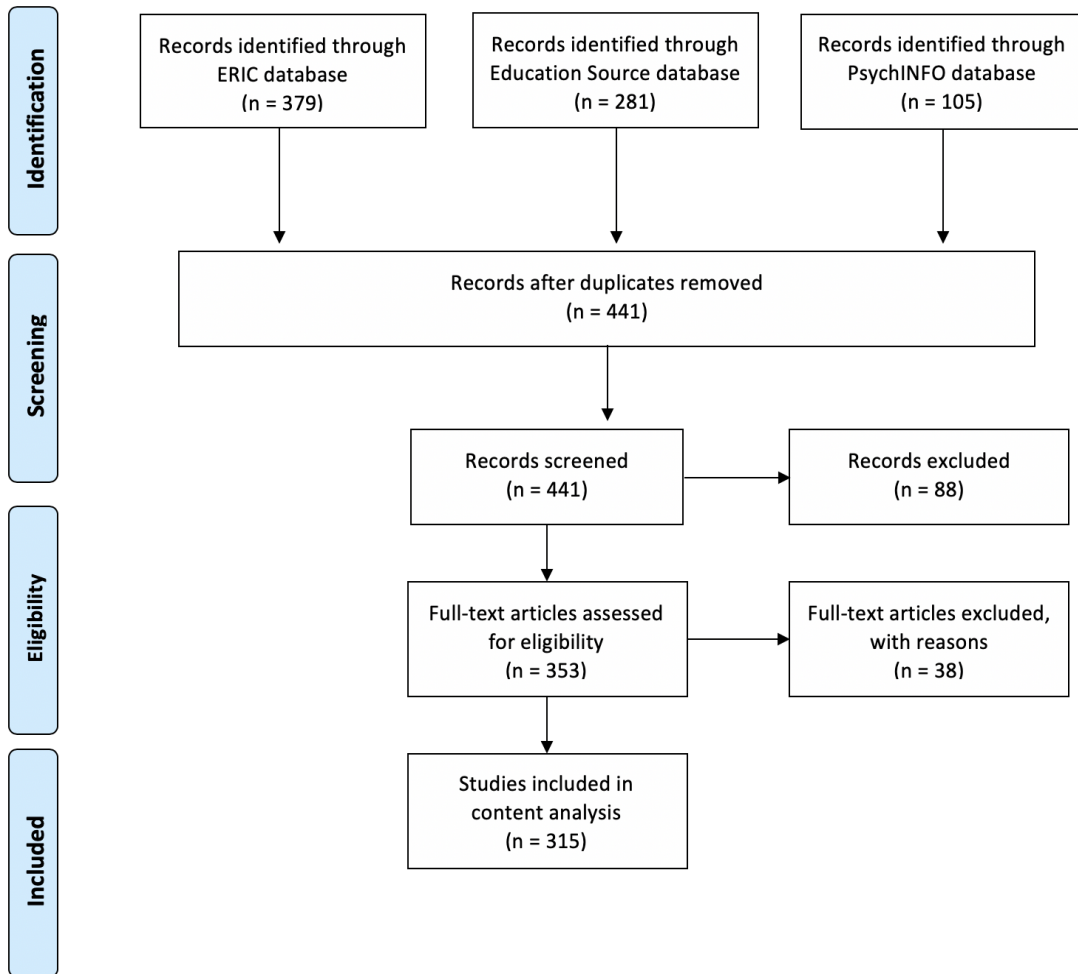 Identification
Records identified through
ERIC database
(n = 379)
Records identified through
Education Source database
(n = 281)
Records identified through
PsychINFO database
(n = 105)
Screening
Records after duplicates removed
(n = 441)
Records screened
(n = 441)
Records excluded
(n = 88)
Eligibility
Full-text articles assessed
for eligibility
(n = 353)
Full-text articles excluded,
with reasons
(n = 38)
Included
Studies included in
content analysis
(n = 315)